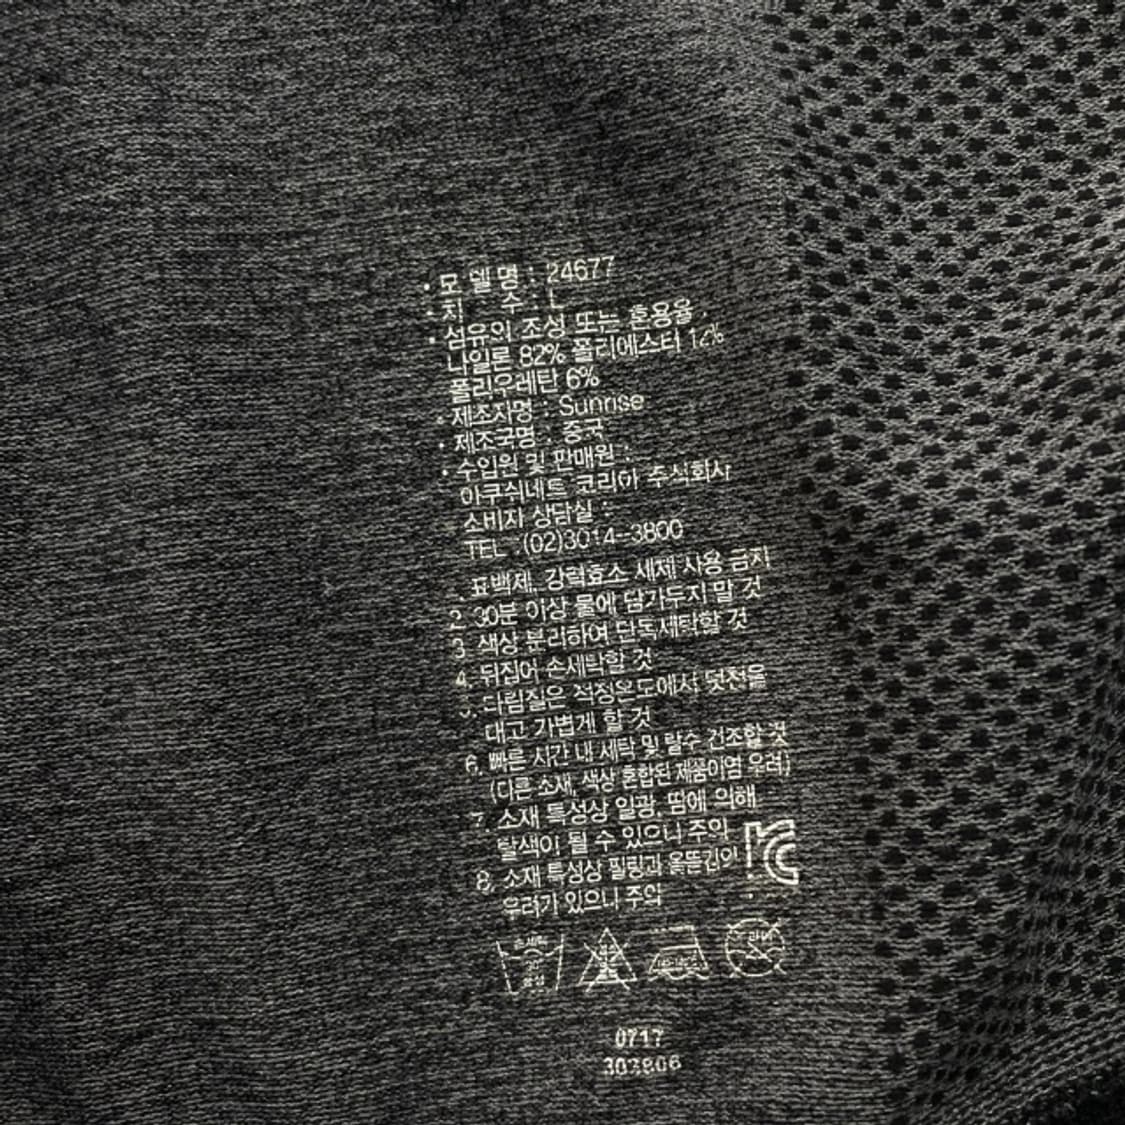 · 모 델 명 : 24677
· 치 수 : L
· 섬유의 조성 또는 혼용율 :
나일론 82% 폴리에스터 12%
폴리우레탄 6%
· 제조자명 : Sunrise
· 제조국명 : 중국
· 수입원 및 판매원 :
아쿠쉬네트 코리아 주식회사
소비자 상담실 :
TEL :(02)3014-3800
표백제, 강력효소 세제 사용 금지
2. 30분 이상 물에 담가두지 말 것
3. 색상 분리하여 단독세탁할 것
4. 뒤집어 손세탁할 것
5. 다림질은 적정온도에서 덧천을
대고 가볍게 할 것
6. 빠른 시간 내 세탁 및 탈수 건조할 것
(다른 소재, 색상 혼합된 제품이염 우려)
7. 소재 특성상 일광, 땀에 의해
탈색이 될 수 있으니 주의
8. 소재 특성상 필링과 올뜯김의
우려가 있으니 주의
손세탁
0717